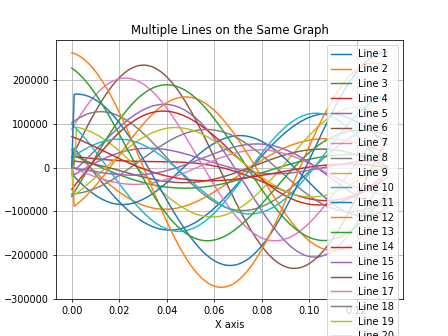 Multiple Lines on the Same Graph
200000
100000
0
−100000
−200000
−300000
0.00
0.02
0.04
0.06
0.08
0.10
X axis
Line 1
Line 2
Line 3
Line 4
Line 5
Line 6
Line 7
Line 8
Line 9
Line 10
Line 11
Line 12
Line 13
Line 14
Line 15
Line 16
Line 17
Line 18
Line 19
Line 20